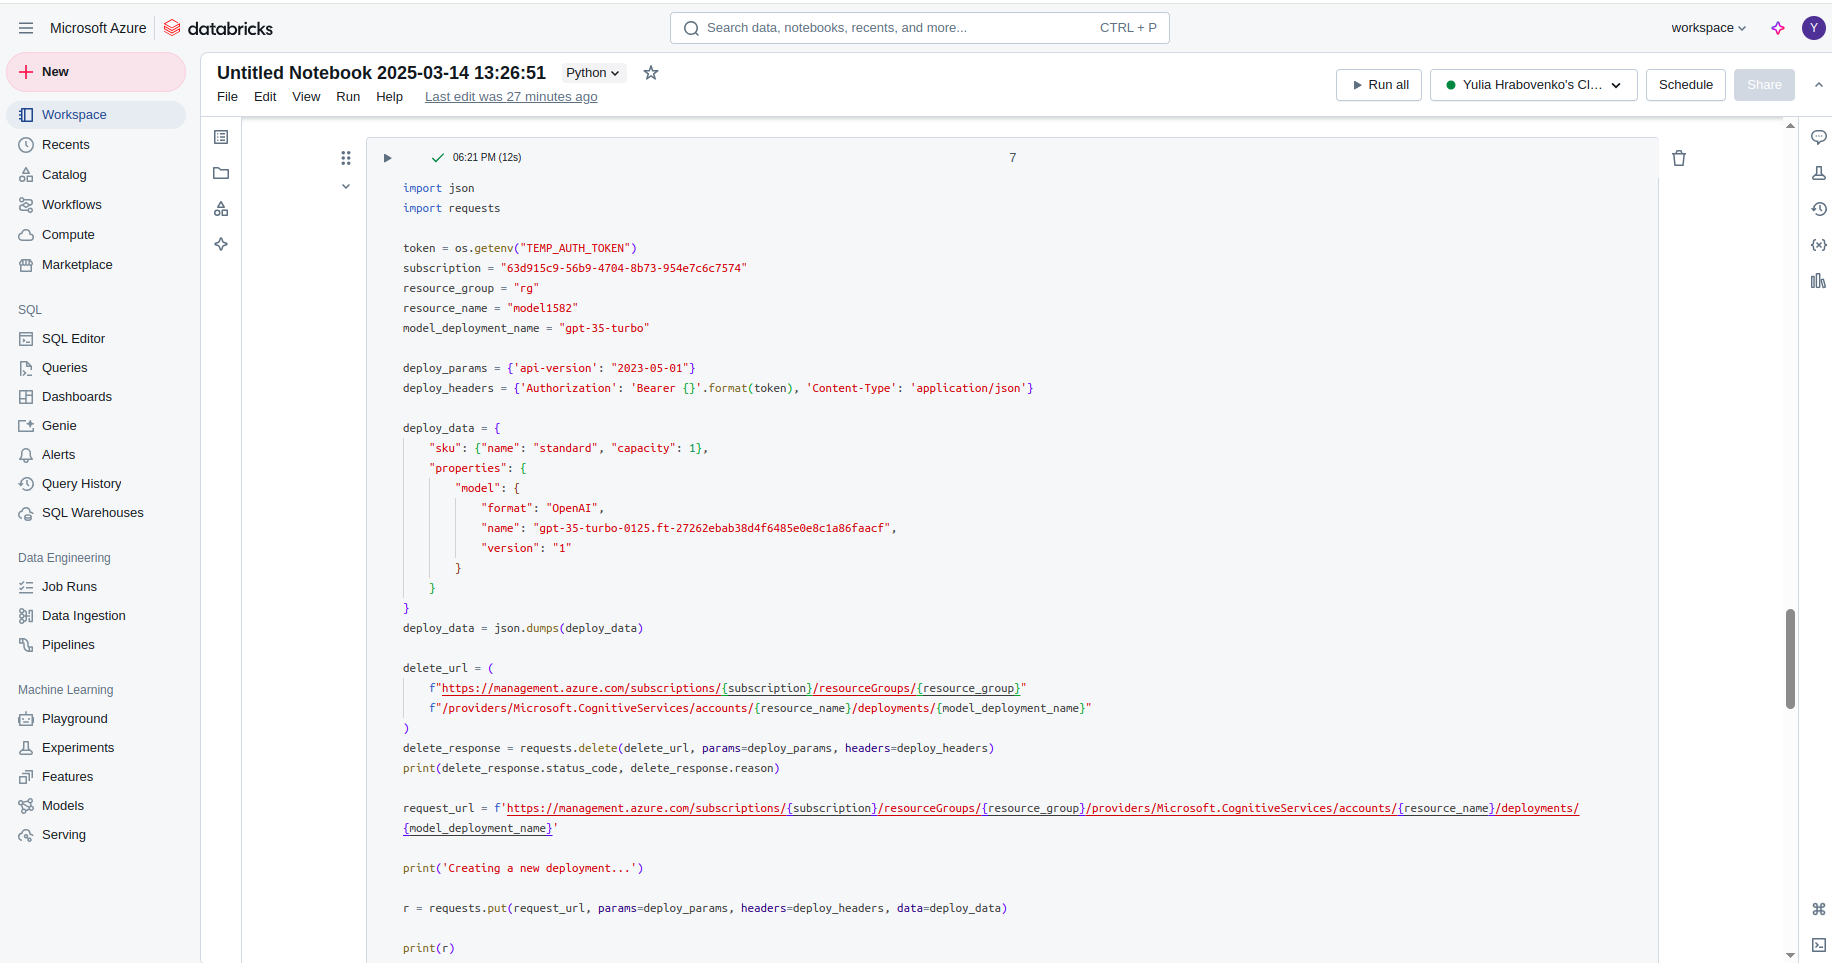 Microsoft Azure
databricks
Search data, notebooks, recents, and more...
CTRL + P
workspace
Y
New
Workspace
Recents
Catalog
Workflows
Compute
Marketplace
SQL
SQL Editor
Queries
Dashboards
Genie
Alerts
Query History
SQL Warehouses
Data Engineering
Job Runs
Data Ingestion
Pipelines
Machine Learning
Playground
Experiments
Features
Models
Serving
Untitled Notebook 2025-03-14 13:26:51
Python
File Edit View Run Help Last edit was 27 minutes ago
Run all
Yulia Hrabovenko's Cl...
Schedule
Share
06:21 PM (12s)
7
import json
import requests
token = os.getenv("TEMP_AUTH_TOKEN")
subscription = "63d915c9-56b9-4704-8b73-954e7c6c7574"
resource_group = "rg"
resource_name = "model1582"
model_deployment_name = "gpt-35-turbo"
deploy_params = {'api-version': "2023-05-01"}
deploy_headers = {'Authorization': 'Bearer {}'.format(token), 'Content-Type': 'application/json'}
deploy_data = {
"sku": {"name": "standard", "capacity": 1},
"properties": {
"model": {
"format": "OpenAI",
"name": "gpt-35-turbo-0125.ft-27262ebab38d4f6485e0e8c1a86faacf",
"version": "1"
}
}
}
deploy_data = json.dumps(deploy_data)
delete_url = (
f"https://management.azure.com/subscriptions/{subscription}/resourceGroups/{resource_group}"
f"/providers/Microsoft.CognitiveServices/accounts/{resource_name}/deployments/{model_deployment_name}"
)
delete_response = requests.delete(delete_url, params=deploy_params, headers=deploy_headers)
print(delete_response.status_code, delete_response.reason)
request_url = f'https://management.azure.com/subscriptions/{subscription}/resourceGroups/{resource_group}/providers/Microsoft.CognitiveServices/accounts/{resource_name}/deployments/
{model_deployment_name}'
print('Creating a new deployment...')
r = requests.put(request_url, params=deploy_params, headers=deploy_headers, data=deploy_data)
print(r)